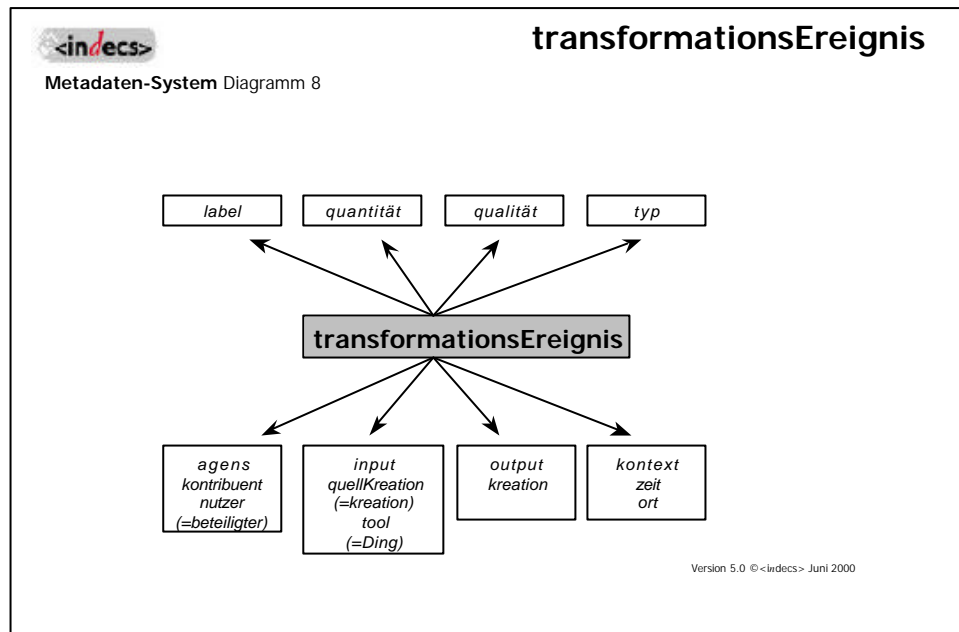 <indecs>
transformationsEreignis
Metadaten-System Diagramm 8
label
quantität
qualität
typ
transformationsEreignis
agens
kontribuent
nutzer
(=beteiligter)
input
quellKreation
(=kreation)
tool
(=Ding)
output
kreation
kontext
zeit
ort
Version 5.0 ©<indecs> Juni 2000